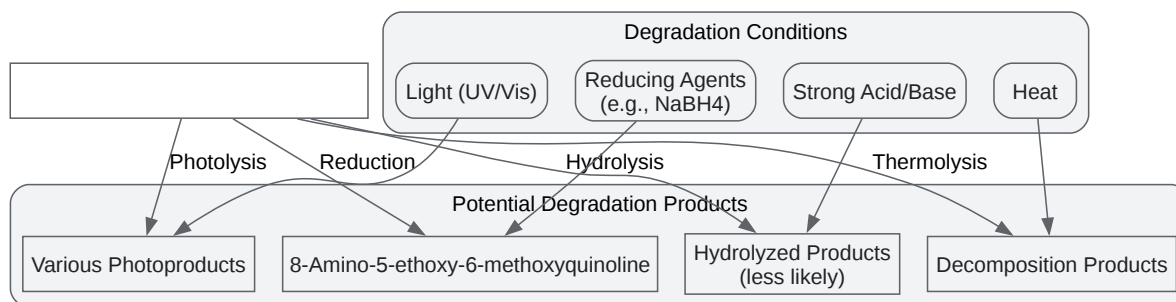 Degradation Conditions
Light (UV/Vis)
Reducing Agents
(e.g., NaBH4)
Strong Acid/Base
Heat
Photolysis
Reduction
Hydrolysis
Thermolysis
Potential Degradation Products
Various Photoproducts
8-Amino-5-ethoxy-6-methoxyquinoline
Hydrolyzed Products
(less likely)
Decomposition Products